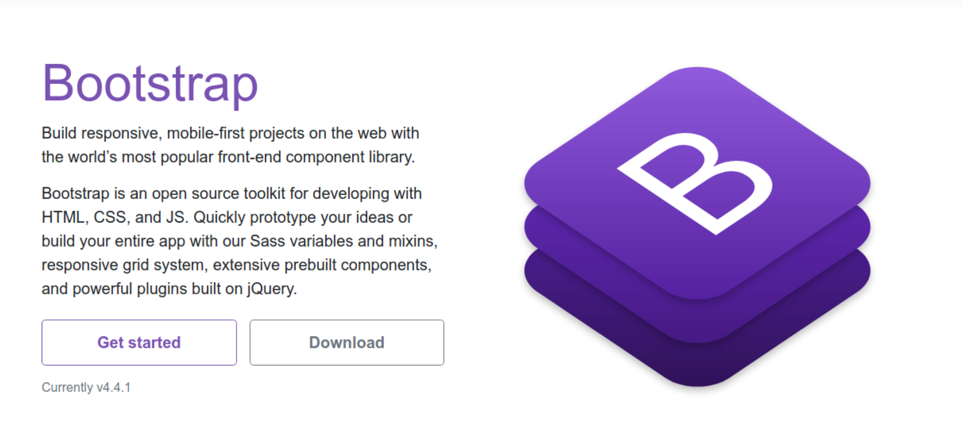 Bootstrap
Build responsive, mobile-first projects on the web with
the world’s most popular front-end component library.
Bootstrap is an open source toolkit for developing with
HTML, CSS, and JS. Quickly prototype your ideas or
build your entire app with our Sass variables and mixins,
responsive grid system, extensive prebuilt components,
and powerful plugins built on jQuery.
Get started
Download
Currently v4.4.1
B